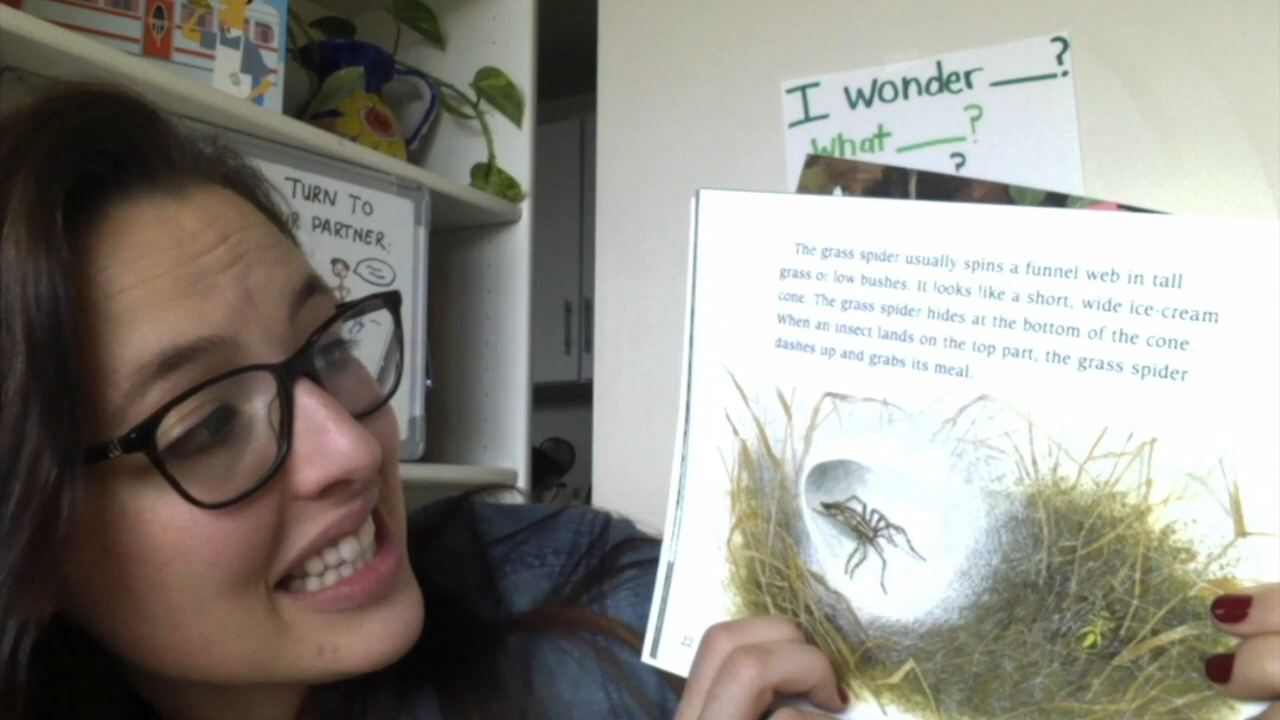 I wonder ___?
What ___?
?
TURN TO
R PARTNER.
The grass spider usually spins a funnel web in tall
grass or low bushes. It looks like a short, wide ice-cream
cone. The grass spider hides at the bottom of the cone.
When an insect lands on the top part, the grass spider
dashes up and grabs its meal.
22